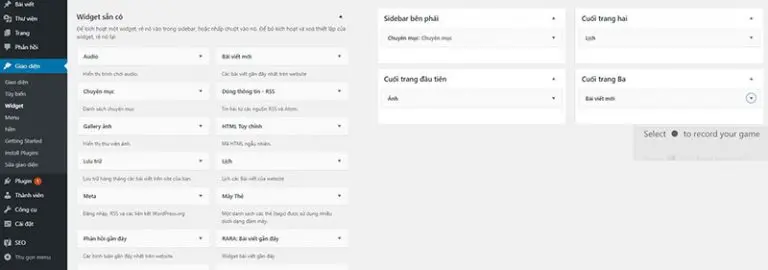 Bài viết
Thư viện
Trang
Phản hồi
Giao diện
Giao diện
Tùy biến
Widget
Menu
Nền
Getting Started
Install Plugins
Sửa giao diện
Plugin 1
Thành viên
Công cụ
Cài đặt
SEO
Thu gọn menu
Widget sẵn có
Để kích hoạt một widget, rê nó vào trong sidebar, hoặc nhấp chuột vào nó. Để bỏ kích hoạt và xoá thiết lập của
widget, rê nó lại.
Audio
Hiển thị trình chơi audio.
Bài viết mới
Các bài viết gần đây nhất trên website
Chuyên mục
Danh sách chuyên mục.
Dòng thông tin - RSS
Tin hoặc từ các nguồn RSS và Atom.
Gallery ảnh
Hiển thị thư viện ảnh.
HTML Tùy chỉnh
Mã HTML ngẫu nhiên.
Lưu trữ
Lưu trữ hàng tháng các bài viết trên site của bạn.
Lịch
Lịch các Bài viết của website
Meta
Đăng nhập, RSS và các liên kết WordPress.org
Mây Thẻ
Một danh sách các thẻ (tags) được sử dụng nhiều
dưới dạng đám mây.
Phản hồi gần đây
Các bình luận gần đây nhất trên website
RARA: Bài viết gần đây
Widget bài viết gần đây.
Sidebar bên phải
Chuyên mục: Chuyên mục
Cuối trang hai
Lịch
Cuối trang đầu tiên
Ảnh
Cuối trang Ba
Bài viết mới
Select ● to record your game